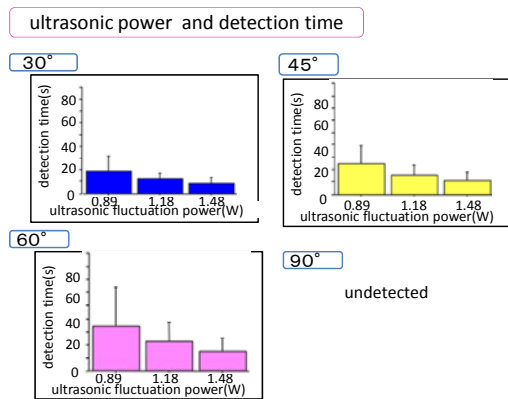 ultrasonic power and detection time
30°
detection time(s)
80
60
40
20
0
0.89 1.18 1.48
ultrasonic fluctuation power(W)
45°
detection time(s)
80
60
40
20
0
0.89 1.18 1.48
ultrasonic fluctuation power(W)
60°
detection time(s)
80
60
40
20
0
0.89 1.18 1.48
ultrasonic fluctuation power(W)
90°
undetected